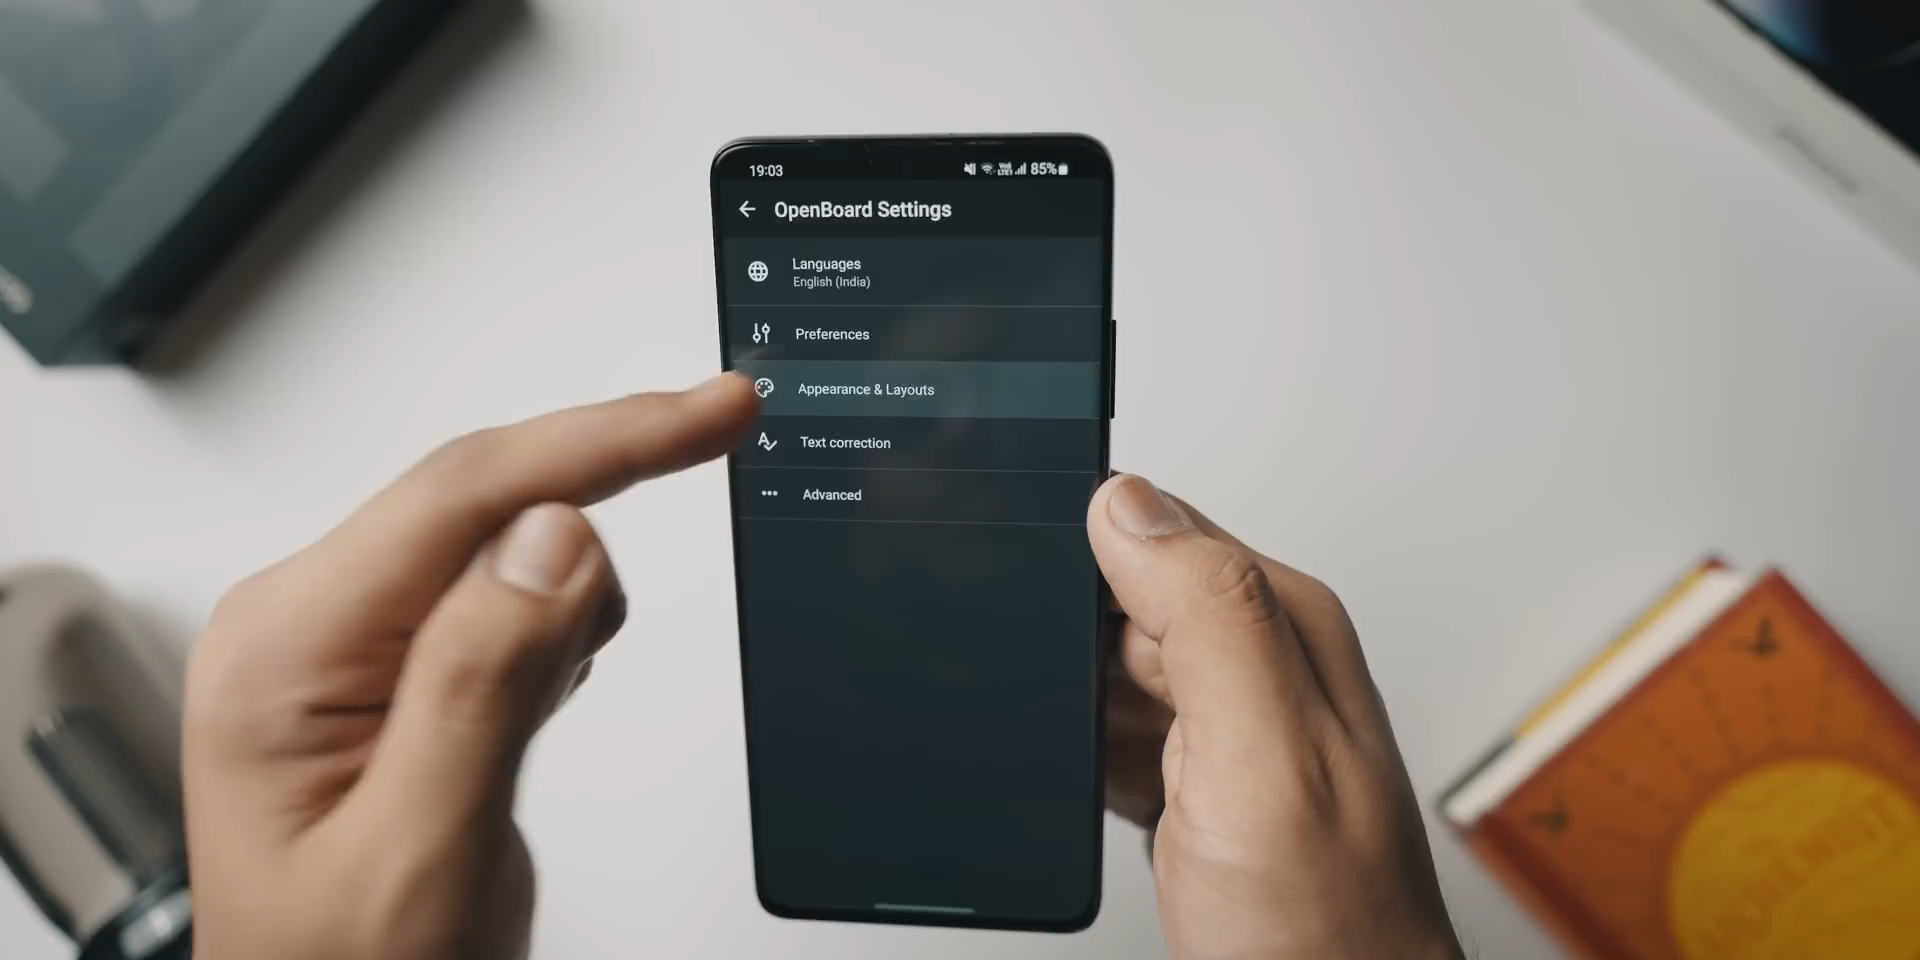 19:03
85%
OpenBoard Settings
Languages
English (India)
Preferences
Appearance & Layouts
Text correction
Advanced